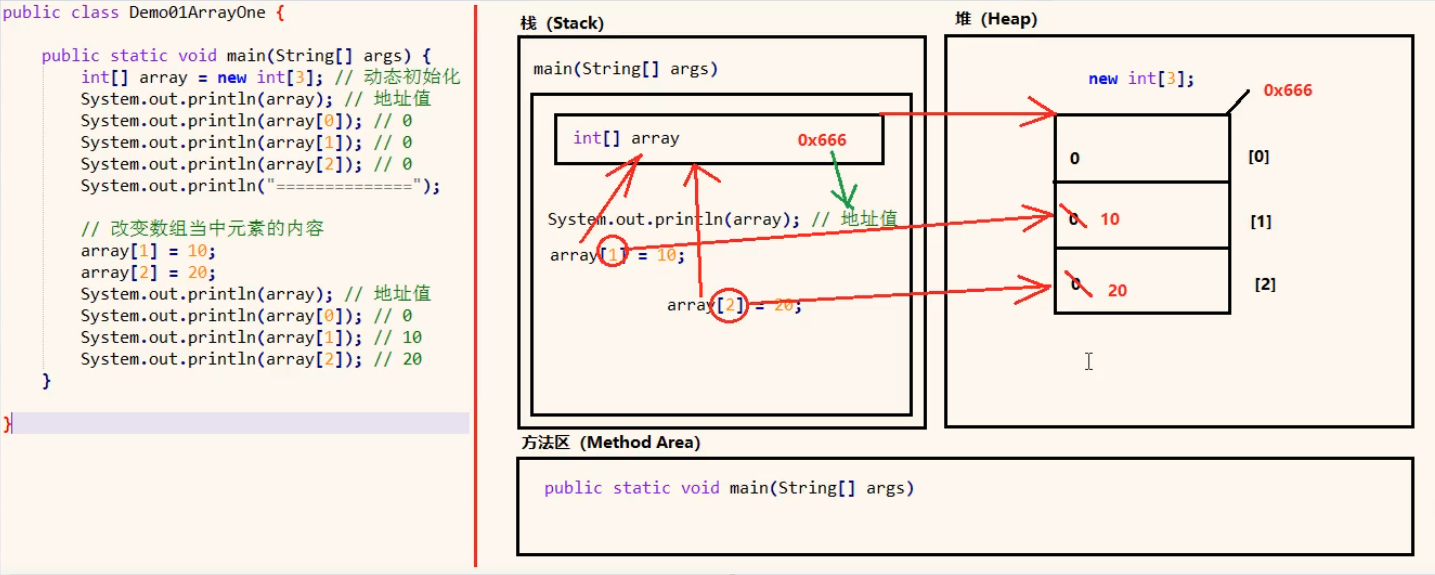 public class Demo01ArrayOne {
public static void main(String[] args) {
int[] array = new int[3]; // 动态初始化
System.out.println(array); // 地址值
System.out.println(array[0]); // 0
System.out.println(array[1]); // 0
System.out.println(array[2]); // 0
System.out.println("==============");
// 改变数组当中元素的内容
array[1] = 10;
array[2] = 20;
System.out.println(array); // 地址值
System.out.println(array[0]); // 0
System.out.println(array[1]); // 10
System.out.println(array[2]); // 20
}
}
栈（Stack）
main(String[] args)
int[] array 0x666
System.out.println(array); // 地址值
array[1] = 10;
array[2] = 20;
堆（Heap）
new int[3];
0x666
0 [0]
0 10 [1]
0 20 [2]
方法区（Method Area）
public static void main(String[] args)